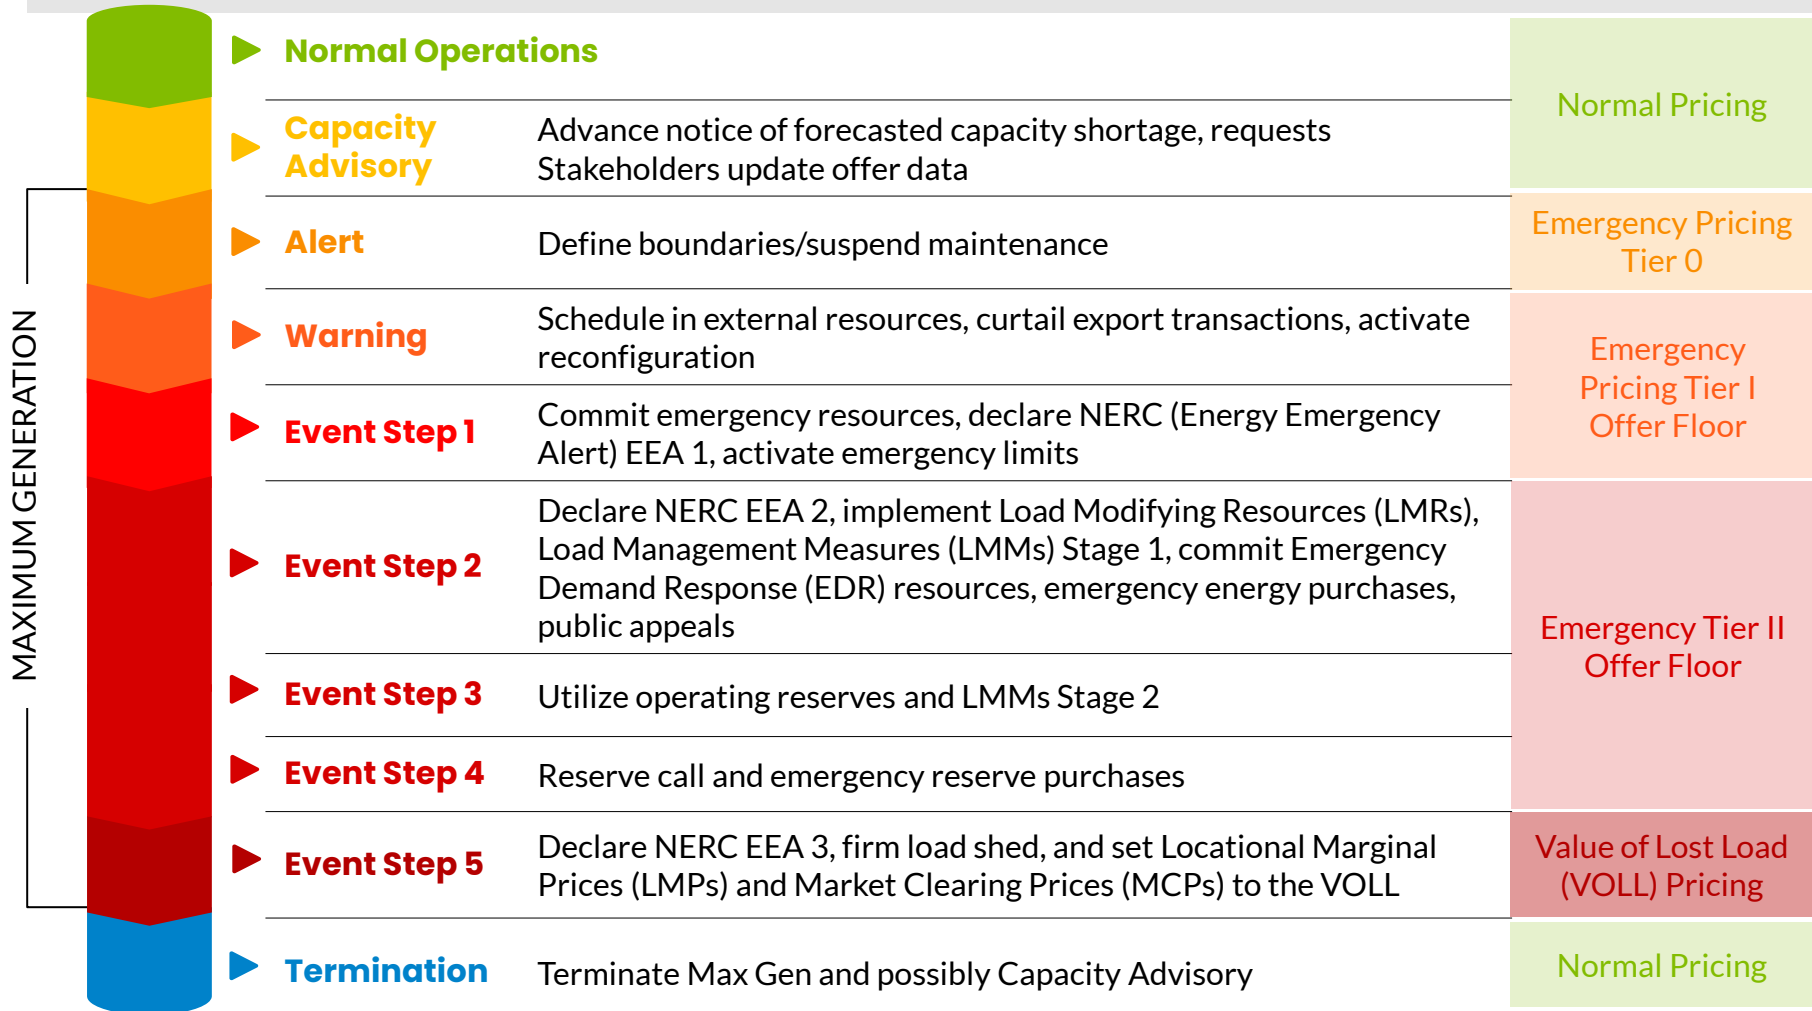 Normal Operations
Normal Pricing
Capacity
Advisory
Advance notice of forecasted capacity shortage, requests
Stakeholders update offer data
Alert
Define boundaries/suspend maintenance
Emergency Pricing
Tier 0
Warning
Schedule in external resources, curtail export transactions, activate
reconfiguration
Emergency
Pricing Tier I
Offer Floor
Event Step 1
Commit emergency resources, declare NERC (Energy Emergency
Alert) EEA 1, activate emergency limits
MAXIMUM GENERATION
Event Step 2
Declare NERC EEA 2, implement Load Modifying Resources (LMRs),
Load Management Measures (LMMs) Stage 1, commit Emergency
Demand Response (EDR) resources, emergency energy purchases,
public appeals
Emergency Tier II
Offer Floor
Event Step 3
Utilize operating reserves and LMMs Stage 2
Event Step 4
Reserve call and emergency reserve purchases
Event Step 5
Declare NERC EEA 3, firm load shed, and set Locational Marginal
Prices (LMPs) and Market Clearing Prices (MCPs) to the VOLL
Value of Lost Load
(VOLL) Pricing
Termination
Terminate Max Gen and possibly Capacity Advisory
Normal Pricing